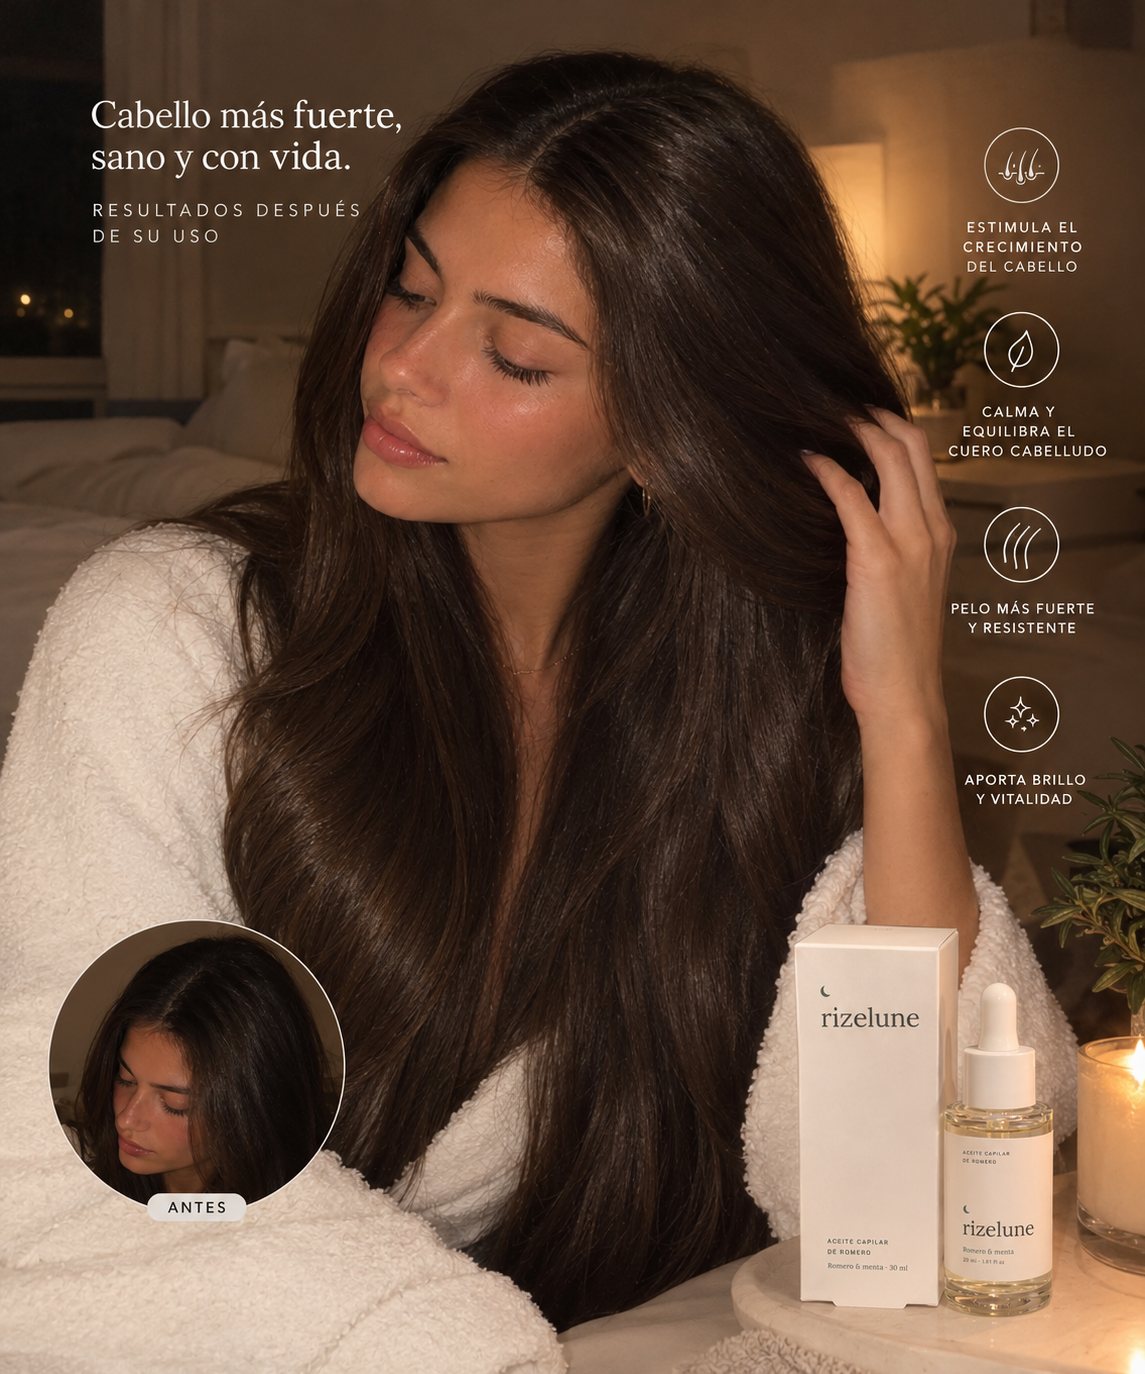 Cabello más fuerte,
sano y con vida.
RESULTADOS DESPUÉS
DE SU USO
ESTIMULA EL
CRECIMIENTO
DEL CABELLO
CALMA Y
EQUILIBRA EL
CUERO CABELLUDO
PELO MÁS FUERTE
Y RESISTENTE
APORTA BRILLO
Y VITALIDAD
ANTES
rizelune
ACEITE CAPILAR
DE ROMERO
Romero & menta · 30 ml
ACEITE CAPILAR
DE ROMERO
rizelune
Romero & menta